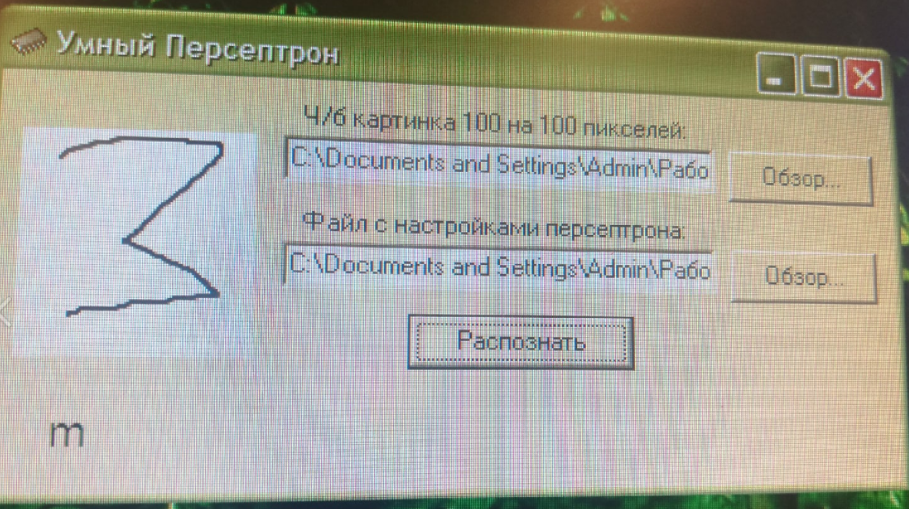 Умный Персептрон
Ч/б картинка 100 на 100 пикселей:
C:\Documents and Settings\Admin\Рабо
Обзор...
Файл с настройками персептрона:
C:\Documents and Settings\Admin\Рабо
Обзор...
З
Распознать
m